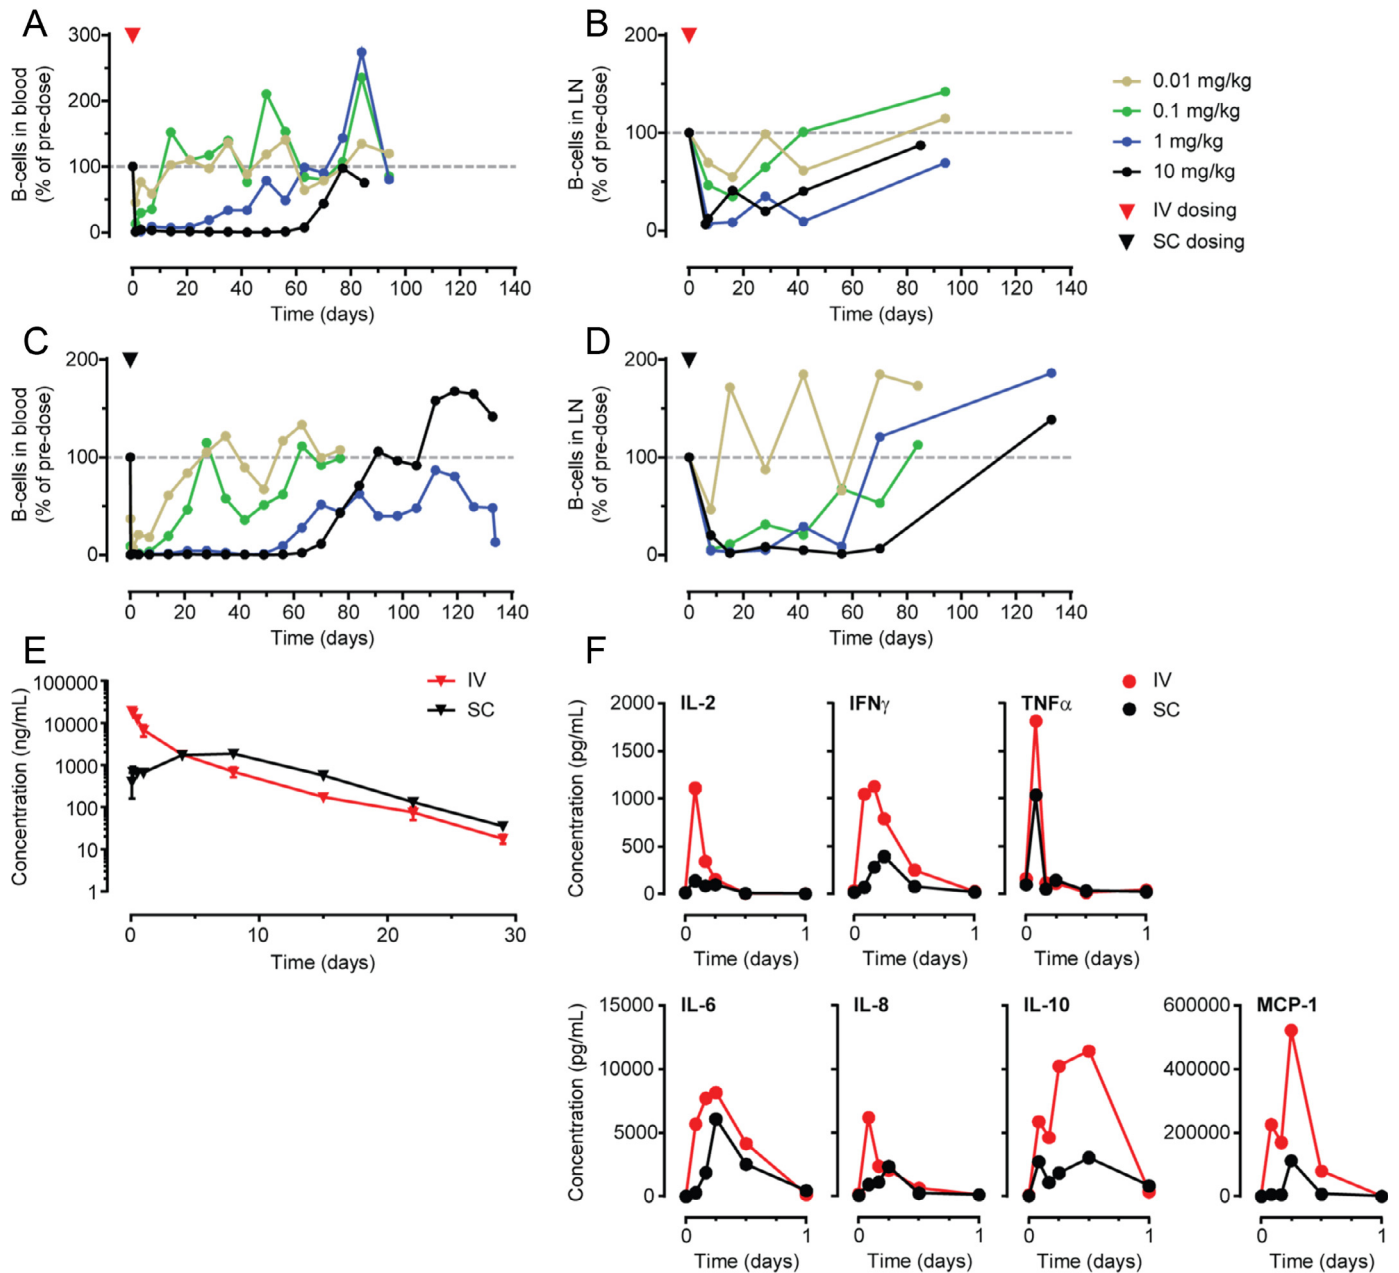 A
B-cells in blood
(% of pre-dose)
300
200
100
0
0 20 40 60 80 100 120 140
Time (days)
B
B-cells in LN
(% of pre-dose)
200
100
0
0 20 40 60 80 100 120 140
Time (days)
0.01 mg/kg
0.1 mg/kg
1 mg/kg
10 mg/kg
IV dosing
SC dosing
C
B-cells in blood
(% of pre-dose)
200
100
0
0 20 40 60 80 100 120 140
Time (days)
D
B-cells in LN
(% of pre-dose)
200
100
0
0 20 40 60 80 100 120 140
Time (days)
E
Concentration (ng/mL)
100000
10000
1000
100
10
1
0 10 20 30
Time (days)
IV
SC
F
IV
SC
Concentration (pg/mL)
2000
1500
1000
500
0
IL-2
0 1
Time (days)
IFNγ
0 1
Time (days)
TNFα
0 1
Time (days)
Concentration (pg/mL)
15000
10000
5000
0
IL-6
0 1
Time (days)
IL-8
0 1
Time (days)
IL-10
0 1
Time (days)
600000
400000
200000
0
MCP-1
0 1
Time (days)